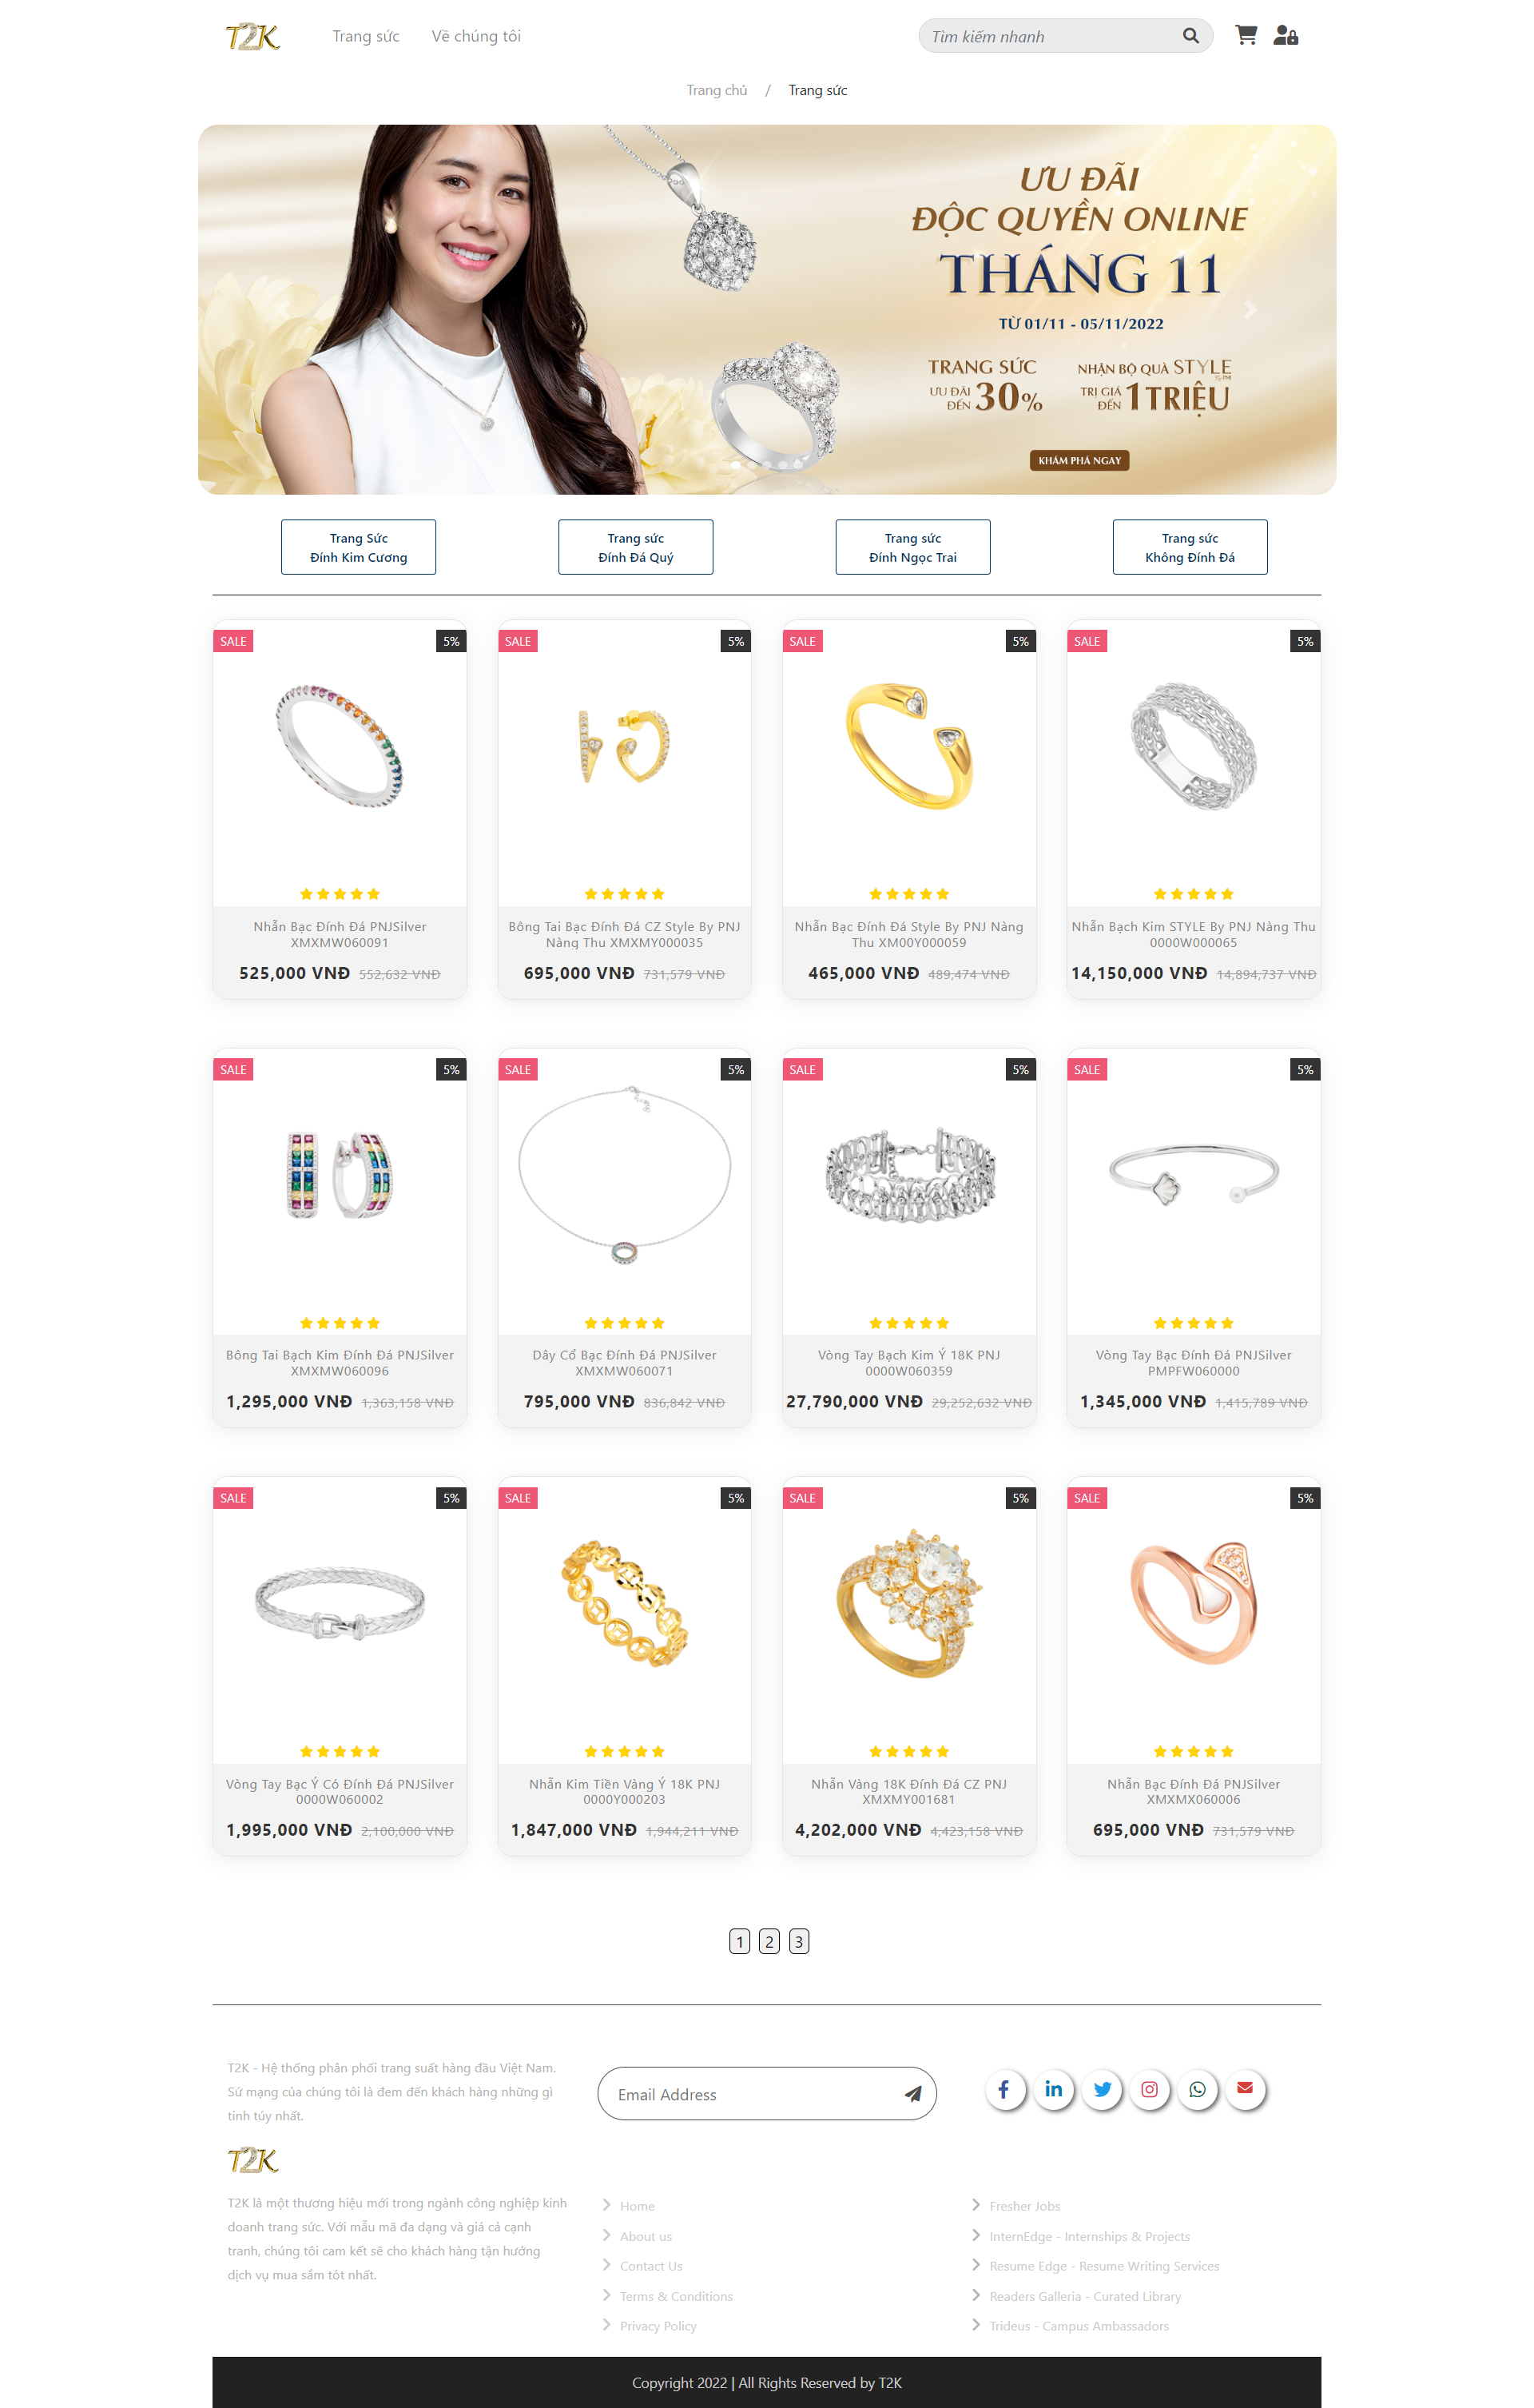 T2K
Trang sức
Về chúng tôi
Tìm kiếm nhanh
Trang chủ / Trang sức
ƯU ĐÃI
ĐỘC QUYỀN ONLINE
THÁNG 11
TỪ 01/11 - 05/11/2022
TRANG SỨC
ƯU ĐÃI
ĐẾN 30%
NHẬN BỘ QUÀ STYLE
TRỊ GIÁ
ĐẾN 1 TRIỆU
KHÁM PHÁ NGAY
Trang Sức
Đính Kim Cương
Trang sức
Đính Đá Quý
Trang sức
Đính Ngọc Trai
Trang sức
Không Đính Đá
SALE 5%
Nhẫn Bạc Đính Đá PNJSilver
XMXMW060091
525,000 VNĐ 552,632 VNĐ
SALE 5%
Bông Tai Bạc Đính Đá CZ Style By PNJ
Nàng Thu XMXMY000035
695,000 VNĐ 731,579 VNĐ
SALE 5%
Nhẫn Bạc Đính Đá Style By PNJ Nàng
Thu XM00Y000059
465,000 VNĐ 489,474 VNĐ
SALE 5%
Nhẫn Bạch Kim STYLE By PNJ Nàng Thu
0000W000065
14,150,000 VNĐ 14,894,737 VNĐ
SALE 5%
Bông Tai Bạch Kim Đính Đá PNJSilver
XMXMW060096
1,295,000 VNĐ 1,363,158 VNĐ
SALE 5%
Dây Cổ Bạc Đính Đá PNJSilver
XMXMW060071
795,000 VNĐ 836,842 VNĐ
SALE 5%
Vòng Tay Bạch Kim Ý 18K PNJ
0000W060359
27,790,000 VNĐ 29,252,632 VNĐ
SALE 5%
Vòng Tay Bạc Đính Đá PNJSilver
PMPFW060000
1,345,000 VNĐ 1,415,789 VNĐ
SALE 5%
Vòng Tay Bạc Ý Có Đính Đá PNJSilver
0000W060002
1,995,000 VNĐ 2,100,000 VNĐ
SALE 5%
Nhẫn Kim Tiền Vàng Ý 18K PNJ
0000Y000203
1,847,000 VNĐ 1,944,211 VNĐ
SALE 5%
Nhẫn Vàng 18K Đính Đá CZ PNJ
XMXMY001681
4,202,000 VNĐ 4,423,158 VNĐ
SALE 5%
Nhẫn Bạc Đính Đá PNJSilver
XMXMX060006
695,000 VNĐ 731,579 VNĐ
1 2 3
T2K - Hệ thống phân phối trang suất hàng đầu Việt Nam.
Sứ mạng của chúng tôi là đem đến khách hàng những gì
tinh túy nhất.
Email Address
T2K
T2K là một thương hiệu mới trong ngành công nghiệp kinh
doanh trang sức. Với mẫu mã đa dạng và giá cả cạnh
tranh, chúng tôi cam kết sẽ cho khách hàng tận hưởng
dịch vụ mua sắm tót nhất.
Home
About us
Contact Us
Terms & Conditions
Privacy Policy
Fresher Jobs
InternEdge - Internships & Projects
Resume Edge - Resume Writing Services
Readers Galleria - Curated Library
Trideus - Campus Ambassadors
Copyright 2022 | All Rights Reserved by T2K